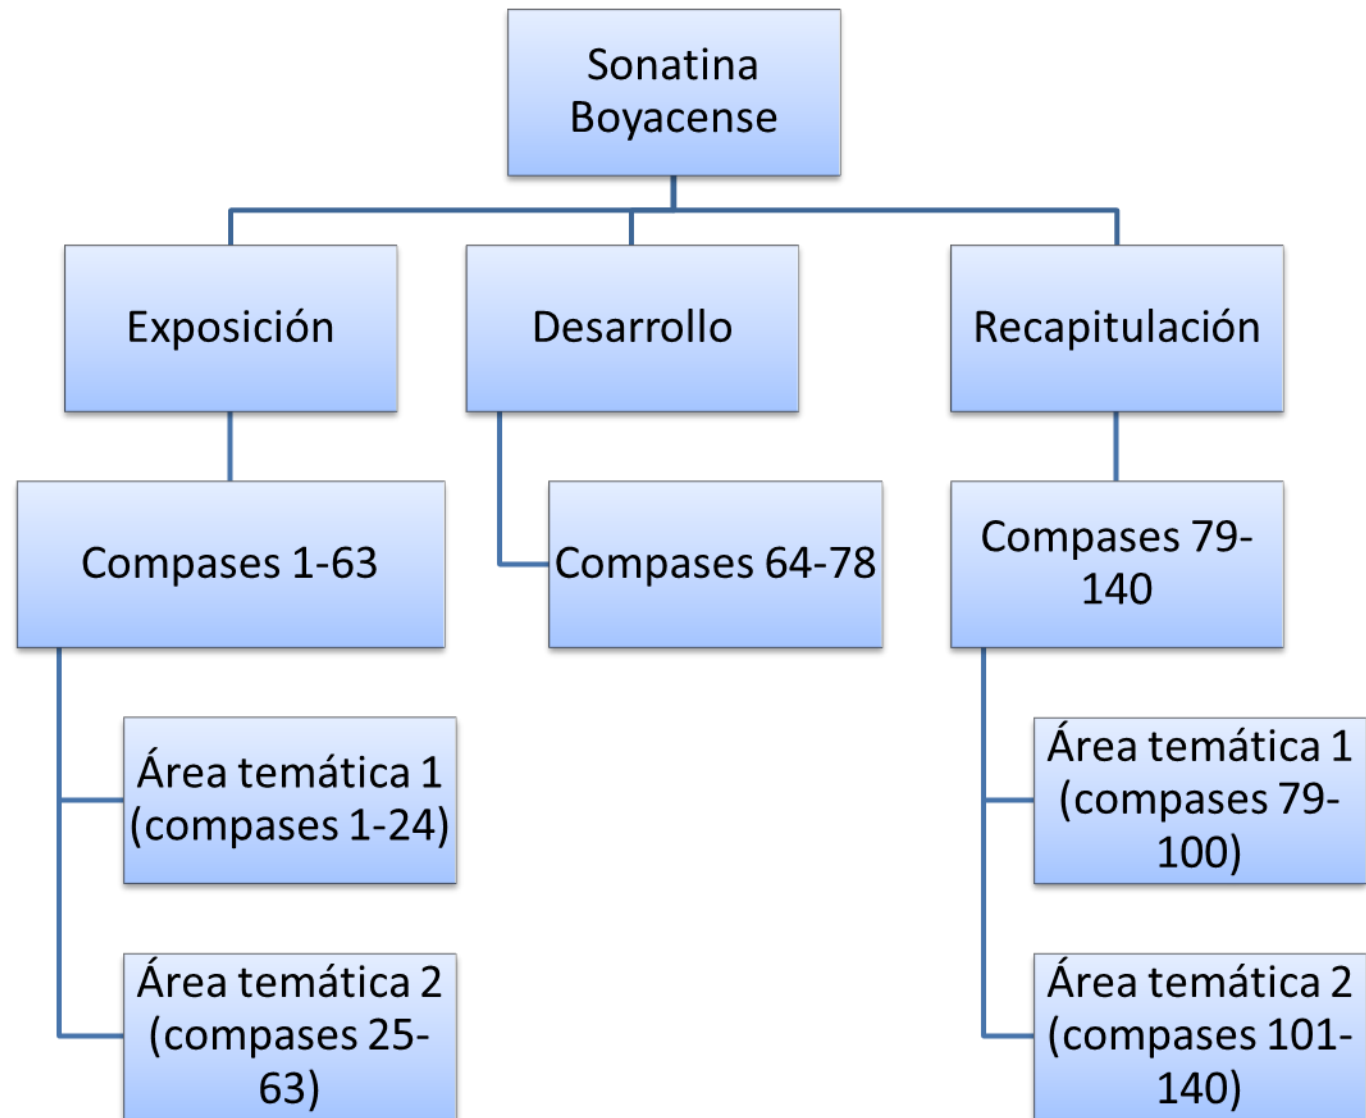 Sonatina
Boyacense
Exposición
Desarrollo
Recapitulación
Compases 1-63
Compases 64-78
Compases 79-
140
Área temática 1
(compases 1-24)
Área temática 1
(compases 79-
100)
Área temática 2
(compases 25-
63)
Área temática 2
(compases 101-
140)